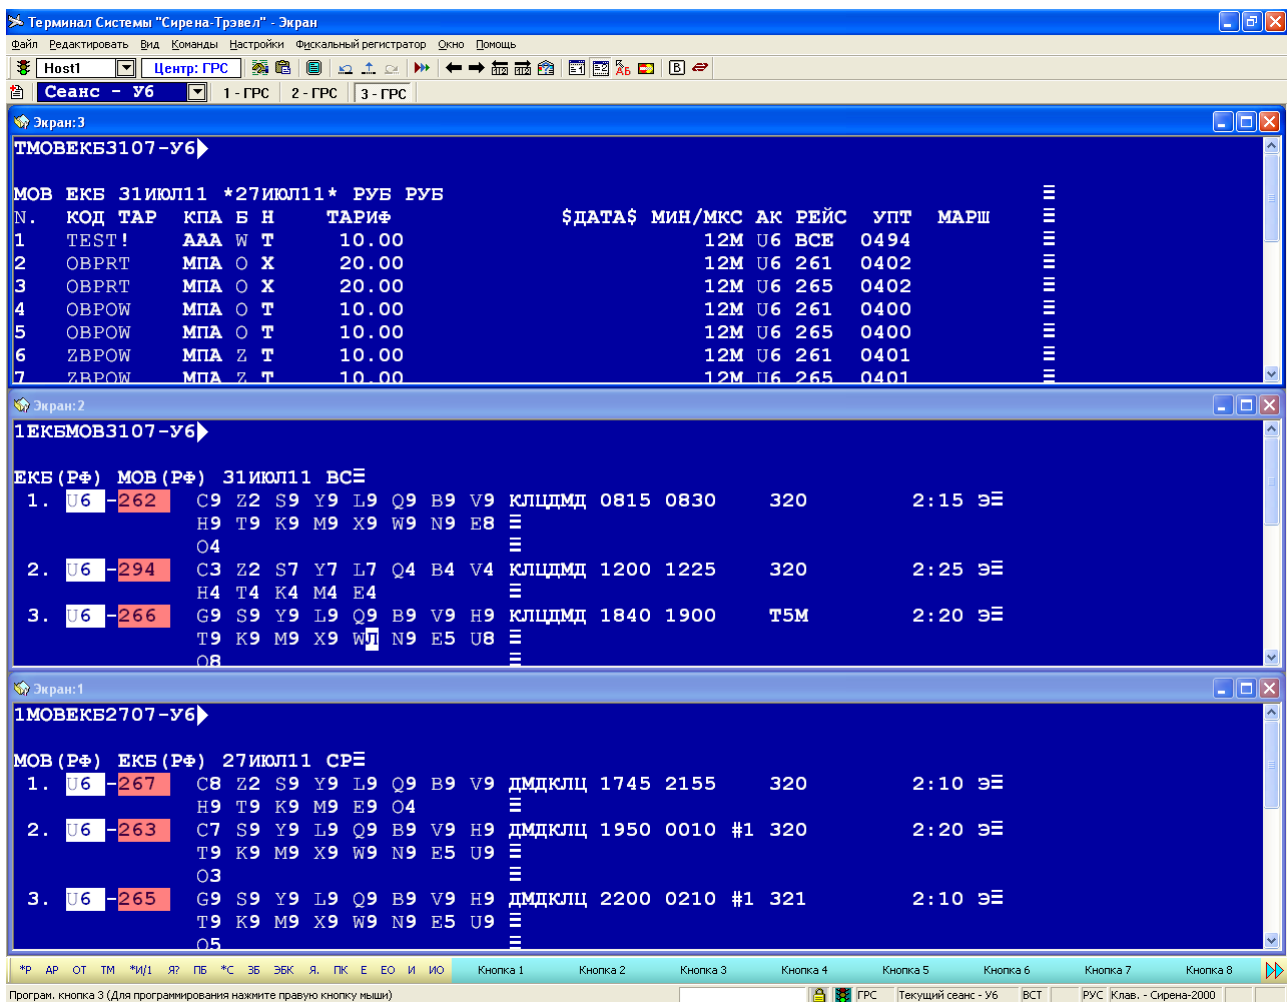 Терминал Системы "Сирена-Трэвел" - Экран
Файл Редактировать Вид Команды Настройки Фискальный регистратор Окно Помощь
Host1 Центр: ГРС
Сеанс - У6 1 - ГРС 2 - ГРС 3 - ГРС
Экран:3
ТМОВЕКБ3107-У6
МОВ ЕКБ 31ИЮЛ11 *27ИЮЛ11* РУБ РУБ
N. КОД ТАР КПА Б Н ТАРИФ $ДАТА$ МИН/МКС АК РЕЙС УПТ МАРШ
1 TEST! ААА W Т 10.00 12М U6 ВСЕ 0494
2 OBPRT МПА O Х 20.00 12М U6 261 0402
3 OBPRT МПА O Х 20.00 12М U6 265 0402
4 OBPOW МПА O Т 10.00 12М U6 261 0400
5 OBPOW МПА O Т 10.00 12М U6 265 0400
6 ZBPOW МПА Z Т 10.00 12М U6 261 0401
7 ZBPOW МПА Z Т 10.00 12М U6 265 0401
Экран:2
1ЕКБМОВ3107-У6
ЕКБ(РФ) МОВ(РФ) 31ИЮЛ11 ВС
1. U6 -262 C9 Z2 S9 Y9 L9 Q9 B9 V9 КЛЦДМД 0815 0830 320 2:15 Э
H9 T9 K9 M9 X9 W9 N9 E8
O4
2. U6 -294 C3 Z2 S7 Y7 L7 Q4 B4 V4 КЛЦДМД 1200 1225 320 2:25 Э
H4 T4 K4 M4 E4
3. U6 -266 G9 S9 Y9 L9 Q9 B9 V9 H9 КЛЦДМД 1840 1900 Т5М 2:20 Э
T9 K9 M9 X9 WЛ N9 E5 U8
O8
Экран:1
1МОВЕКБ2707-У6
МОВ(РФ) ЕКБ(РФ) 27ИЮЛ11 СР
1. U6 -267 C8 Z2 S9 Y9 L9 Q9 B9 V9 ДМДКЛЦ 1745 2155 320 2:10 Э
H9 T9 K9 M9 E9 O4
2. U6 -263 C7 S9 Y9 L9 Q9 B9 V9 H9 ДМДКЛЦ 1950 0010 #1 320 2:20 Э
T9 K9 M9 X9 W9 N9 E5 U9
O3
3. U6 -265 G9 S9 Y9 L9 Q9 B9 V9 H9 ДМДКЛЦ 2200 0210 #1 321 2:10 Э
T9 K9 M9 X9 W9 N9 E5 U9
O5
*Р АР ОТ ТМ *И/1 Я? ПБ *С ЗБ ЭБК Я. ПК Е ЕО И ИО Кнопка 1 Кнопка 2 Кнопка 3 Кнопка 4 Кнопка 5 Кнопка 6 Кнопка 7 Кнопка 8
Програм. кнопка 3 (Для программирования нажмите правую кнопку мыши) ГРС Текущий сеанс - У6 ВСТ РУС Клав. - Сирена-2000